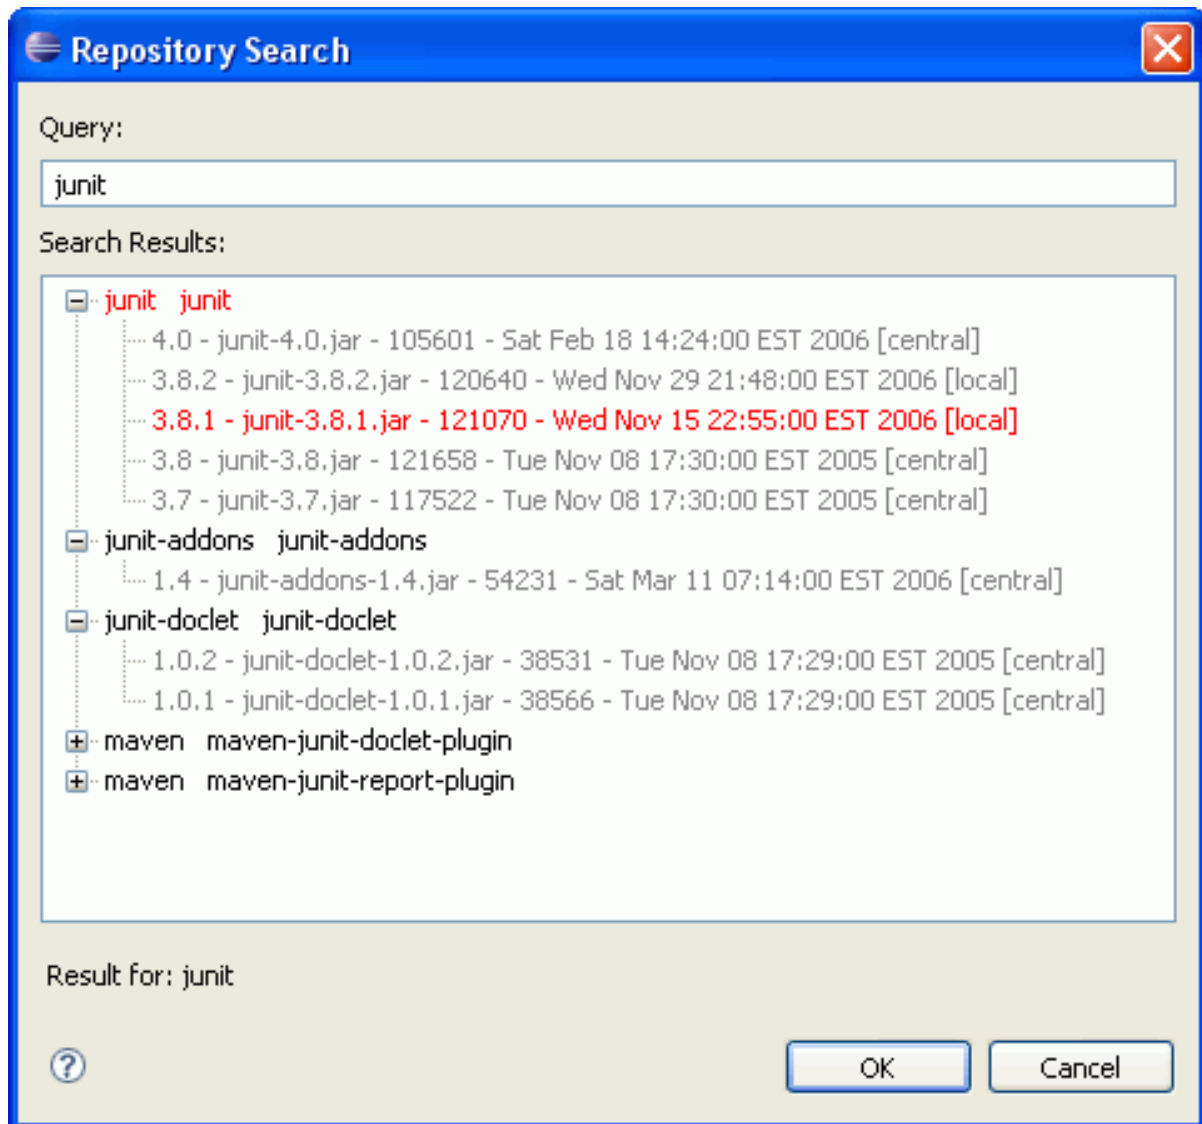 Repository Search
Query:
junit
Search Results:
junit junit
4.0 - junit-4.0.jar - 105601 - Sat Feb 18 14:24:00 EST 2006 [central]
3.8.2 - junit-3.8.2.jar - 120640 - Wed Nov 29 21:48:00 EST 2006 [local]
3.8.1 - junit-3.8.1.jar - 121070 - Wed Nov 15 22:55:00 EST 2006 [local]
3.8 - junit-3.8.jar - 121658 - Tue Nov 08 17:30:00 EST 2005 [central]
3.7 - junit-3.7.jar - 117522 - Tue Nov 08 17:30:00 EST 2005 [central]
junit-addons junit-addons
1.4 - junit-addons-1.4.jar - 54231 - Sat Mar 11 07:14:00 EST 2006 [central]
junit-doclet junit-doclet
1.0.2 - junit-doclet-1.0.2.jar - 38531 - Tue Nov 08 17:29:00 EST 2005 [central]
1.0.1 - junit-doclet-1.0.1.jar - 38566 - Tue Nov 08 17:29:00 EST 2005 [central]
maven maven-junit-doclet-plugin
maven maven-junit-report-plugin
Result for: junit
OK Cancel